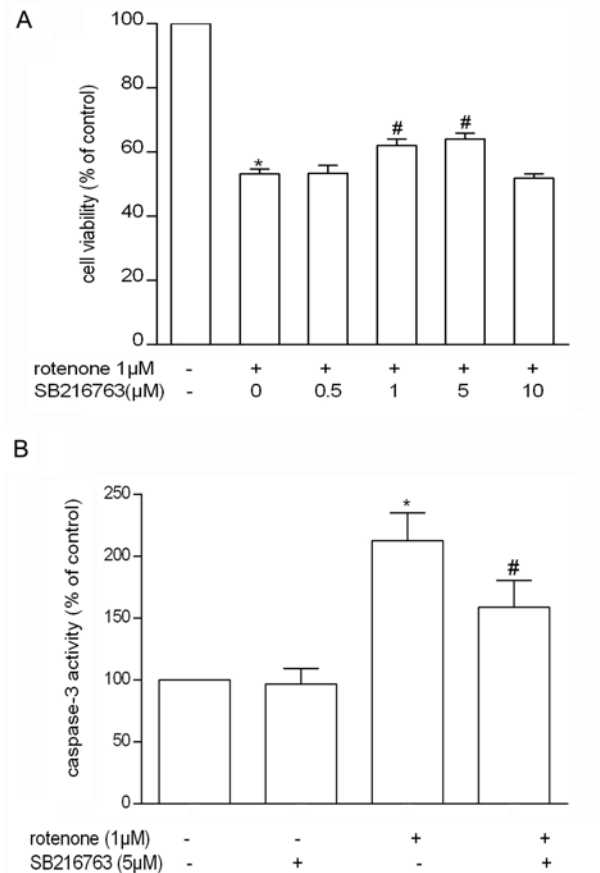 A
cell viability (% of control)
100
80
60
40
20
0
*
#
#
rotenone 1µM - + + + + +
SB216763(µM) - 0 0.5 1 5 10
B
caspase-3 activity (% of control)
250
200
150
100
50
0
*
#
rotenone (1µM) - - + +
SB216763 (5µM) - + - +